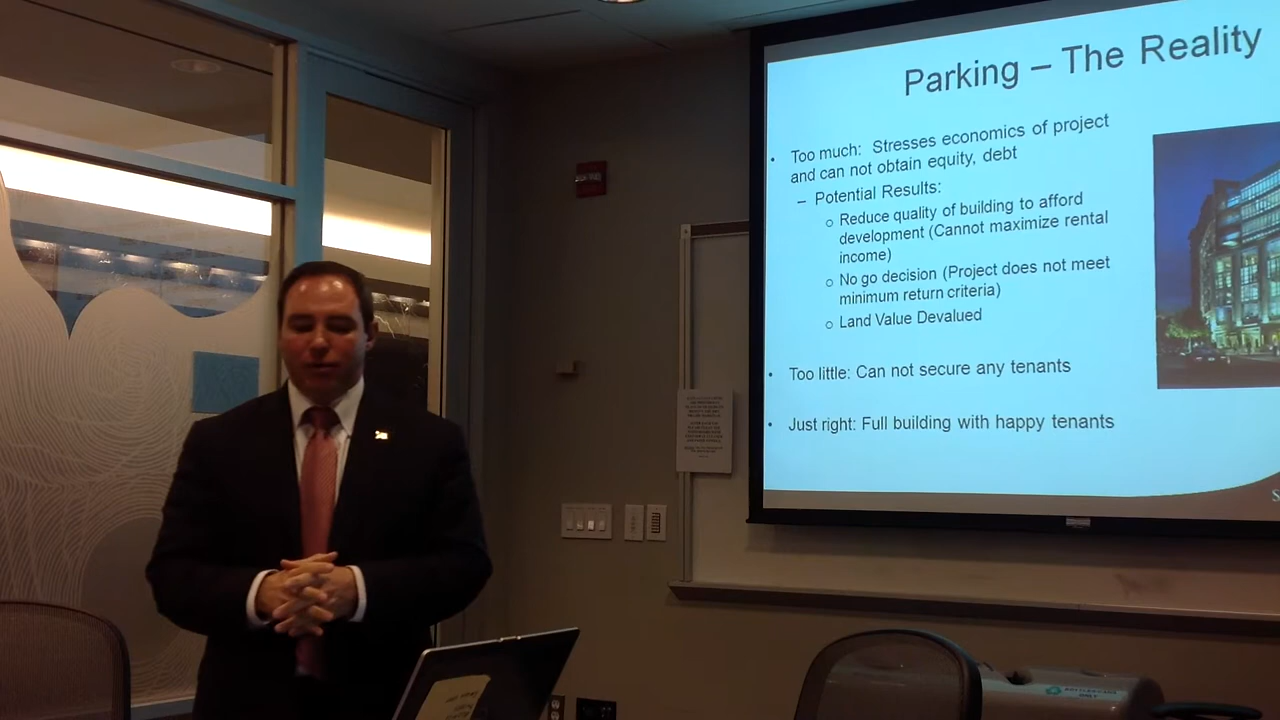 Parking – The Reality
• Too much: Stresses economics of project
and can not obtain equity, debt
– Potential Results:
○ Reduce quality of building to afford
development (Cannot maximize rental
income)
○ No go decision (Project does not meet
minimum return criteria)
○ Land Value Devalued
• Too little: Can not secure any tenants
• Just right: Full building with happy tenants
S
ONLY